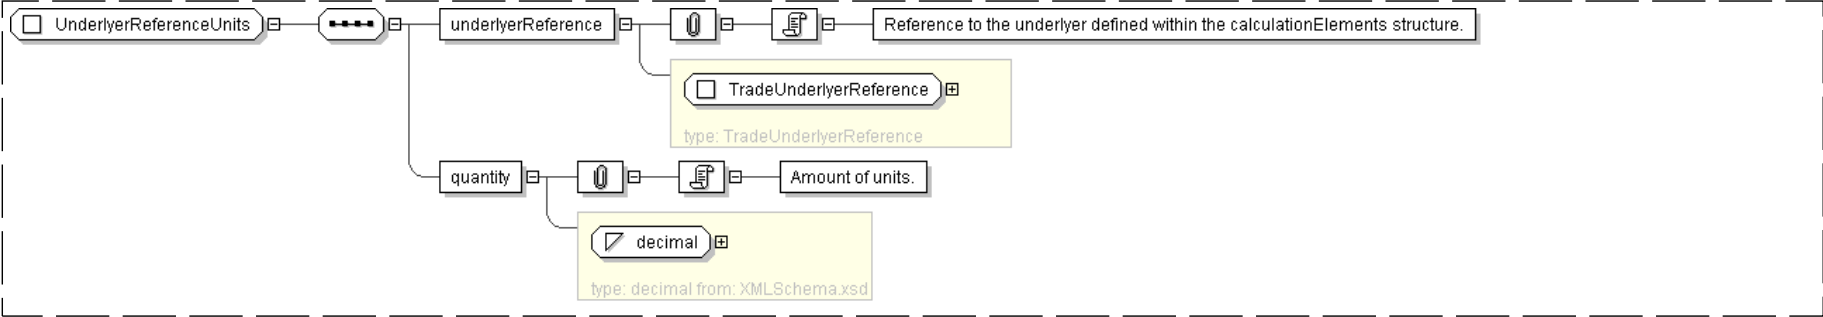 UnderlyerReferenceUnits
underlyerReference
Reference to the underlyer defined within the calculationElements structure.
TradeUnderlyerReference
type: TradeUnderlyerReference
quantity
Amount of units.
decimal
type: decimal from: XMLSchema.xsd